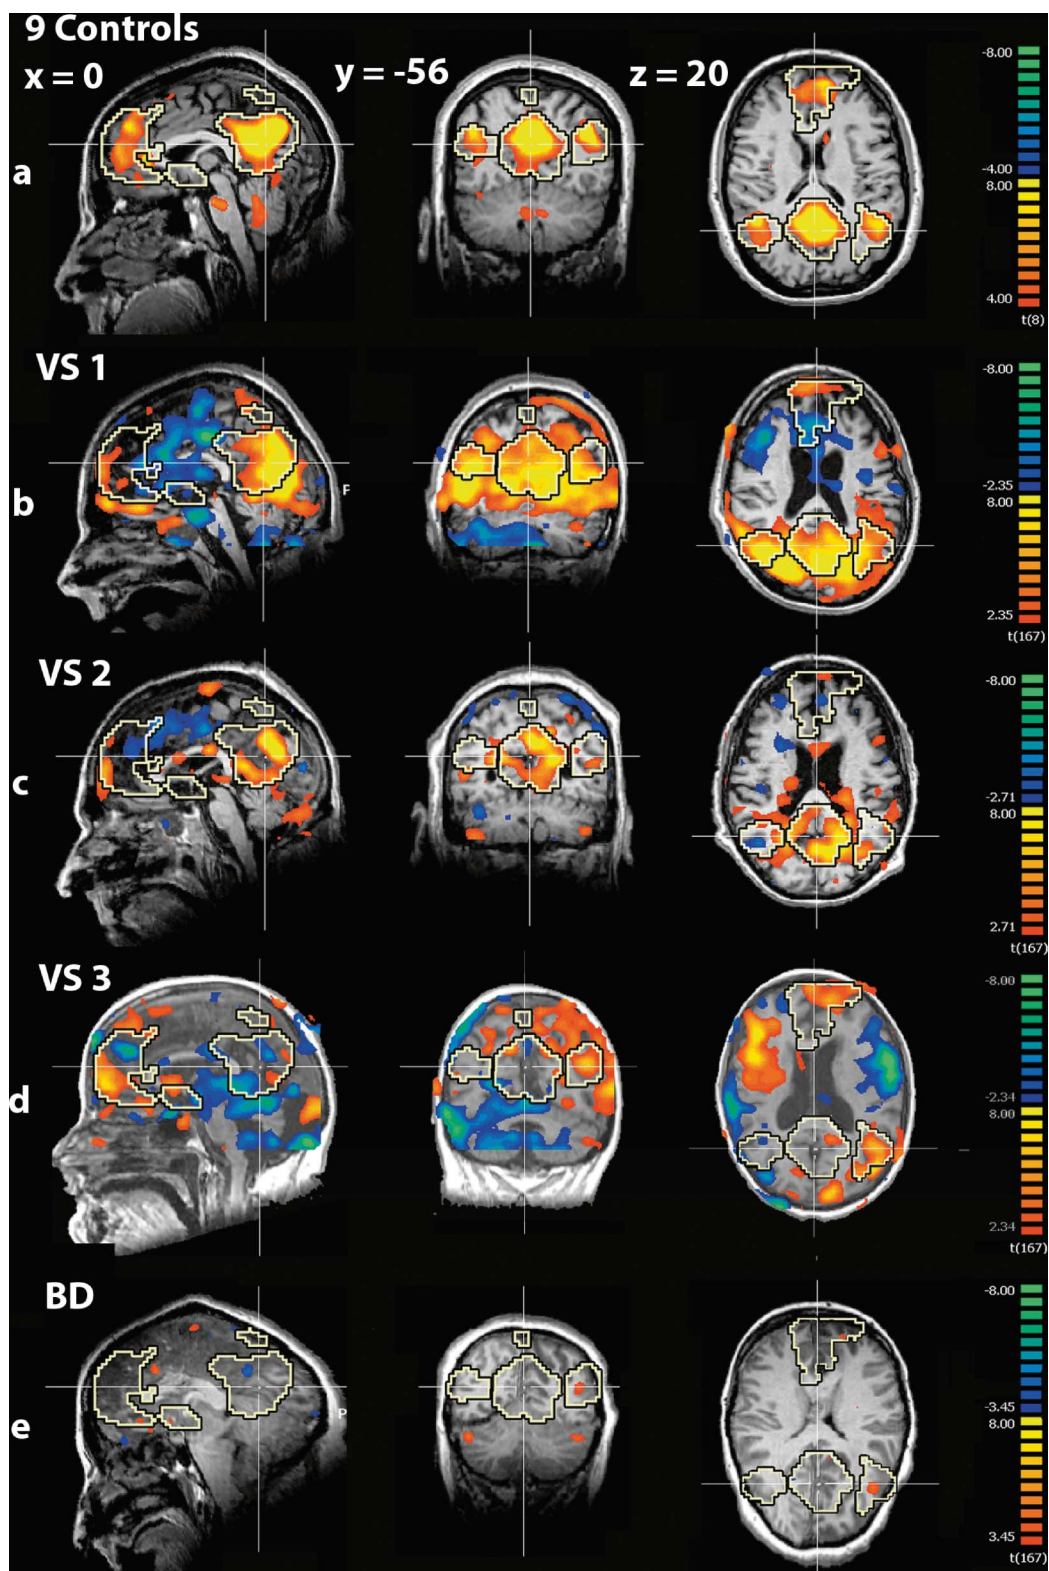 9 Controls
x = 0
y = -56
z = 20
a
-8.00
-4.00
8.00
4.00
t(8)
VS 1
b
-8.00
-2.35
8.00
2.35
t(167)
VS 2
c
-8.00
-2.71
8.00
2.71
t(167)
VS 3
d
-8.00
-2.34
8.00
2.34
t(167)
BD
P
e
-8.00
-3.45
8.00
3.45
t(167)